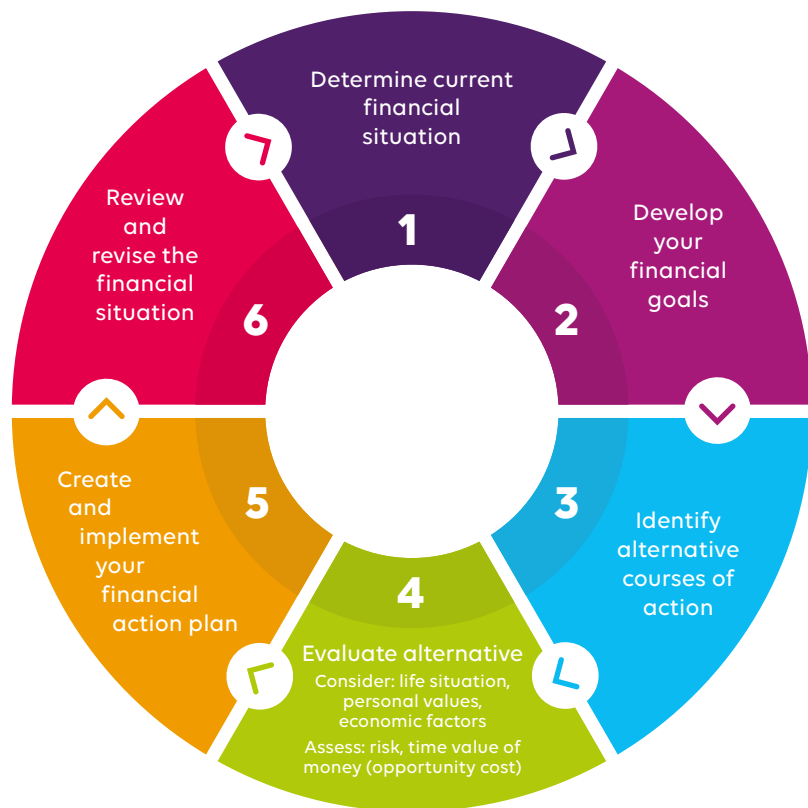 Determine current
financial
situation
1
Develop
your
financial
goals
2
3
Identify
alternative
courses of
action
4
Evaluate alternative
Consider: life situation,
personal values,
economic factors
Assess: risk, time value of
money (opportunity cost)
5
Create
and
implement
your
financial
action plan
Review
and
revise the
financial
situation
6